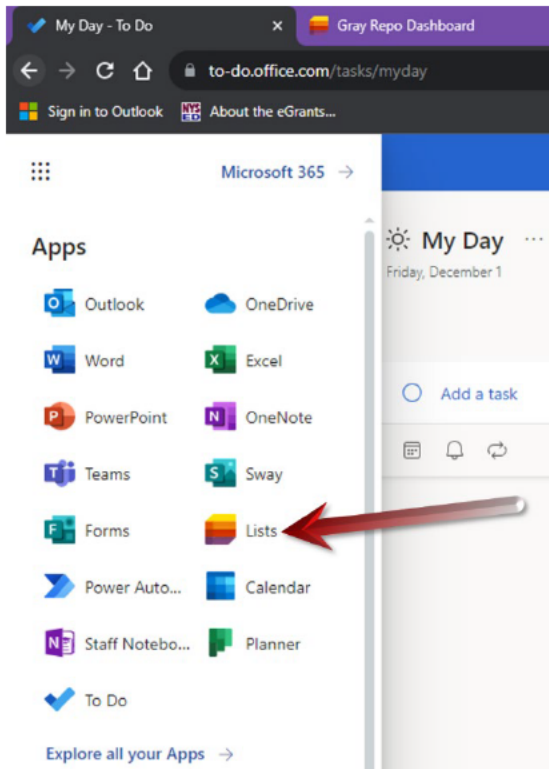 My Day - To Do
Gray Repo Dashboard
to-do.office.com/tasks/myday
Sign in to Outlook
About the eGrants...
Microsoft 365 →
Apps
Outlook
OneDrive
Word
Excel
PowerPoint
OneNote
Teams
Sway
Forms
Lists
Power Auto...
Calendar
Staff Notebo...
Planner
To Do
Explore all your Apps →
My Day ...
Friday, December 1
Add a task